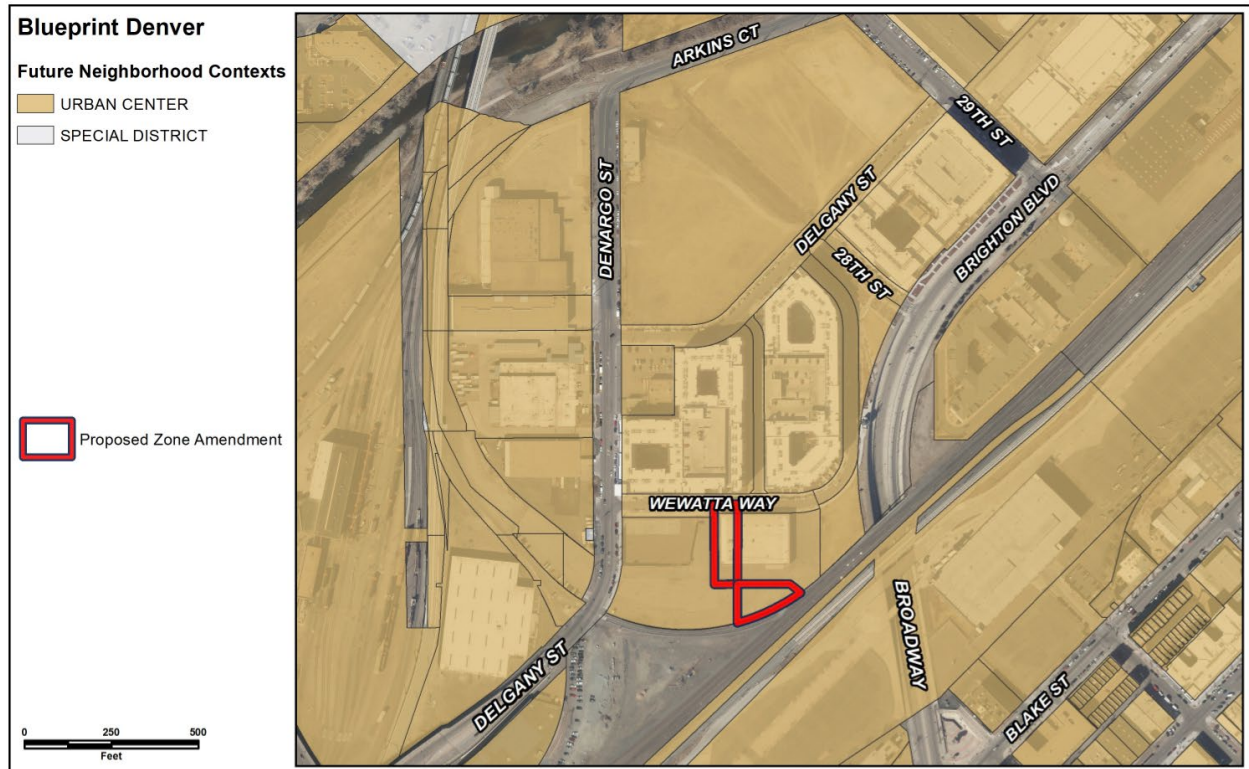 Blueprint Denver
Future Neighborhood Contexts
URBAN CENTER
SPECIAL DISTRICT
Proposed Zone Amendment
0 250 500
Feet
ARKINS CT
29TH ST
DENARGO ST
DELGANY ST
BRIGHTON BLVD
28TH ST
WEWATTA WAY
BROADWAY
DELGANY ST
BLAKE ST